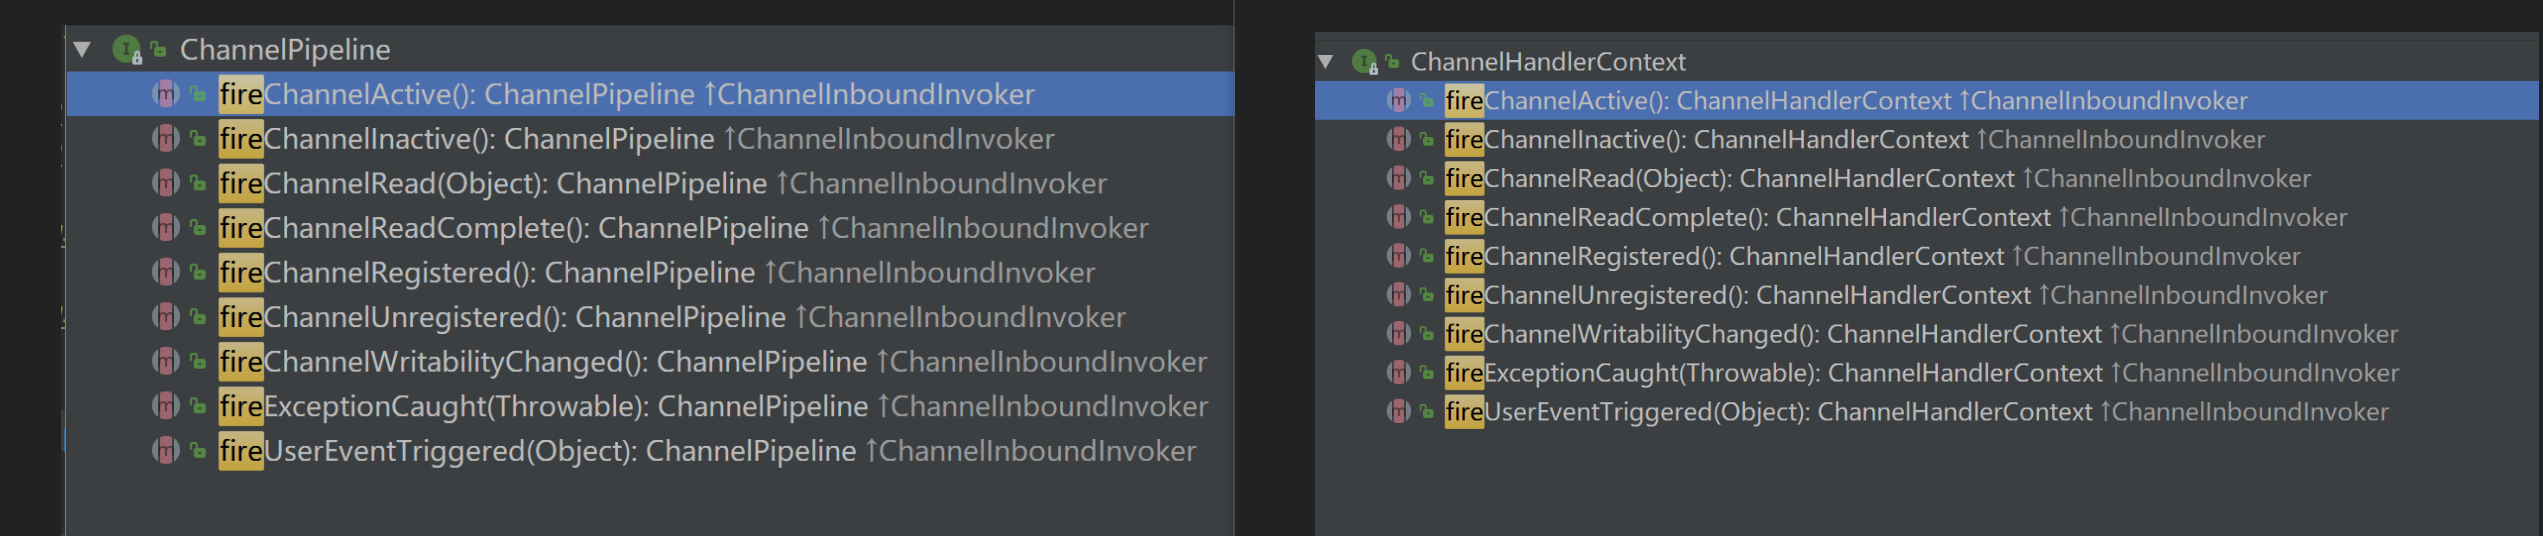 ChannelPipeline
fireChannelActive(): ChannelPipeline ↑ChannelInboundInvoker
fireChannelInactive(): ChannelPipeline ↑ChannelInboundInvoker
fireChannelRead(Object): ChannelPipeline ↑ChannelInboundInvoker
fireChannelReadComplete(): ChannelPipeline ↑ChannelInboundInvoker
fireChannelRegistered(): ChannelPipeline ↑ChannelInboundInvoker
fireChannelUnregistered(): ChannelPipeline ↑ChannelInboundInvoker
fireChannelWritabilityChanged(): ChannelPipeline ↑ChannelInboundInvoker
fireExceptionCaught(Throwable): ChannelPipeline ↑ChannelInboundInvoker
fireUserEventTriggered(Object): ChannelPipeline ↑ChannelInboundInvoker
ChannelHandlerContext
fireChannelActive(): ChannelHandlerContext ↑ChannelInboundInvoker
fireChannelInactive(): ChannelHandlerContext ↑ChannelInboundInvoker
fireChannelRead(Object): ChannelHandlerContext ↑ChannelInboundInvoker
fireChannelReadComplete(): ChannelHandlerContext ↑ChannelInboundInvoker
fireChannelRegistered(): ChannelHandlerContext ↑ChannelInboundInvoker
fireChannelUnregistered(): ChannelHandlerContext ↑ChannelInboundInvoker
fireChannelWritabilityChanged(): ChannelHandlerContext ↑ChannelInboundInvoker
fireExceptionCaught(Throwable): ChannelHandlerContext ↑ChannelInboundInvoker
fireUserEventTriggered(Object): ChannelHandlerContext ↑ChannelInboundInvoker